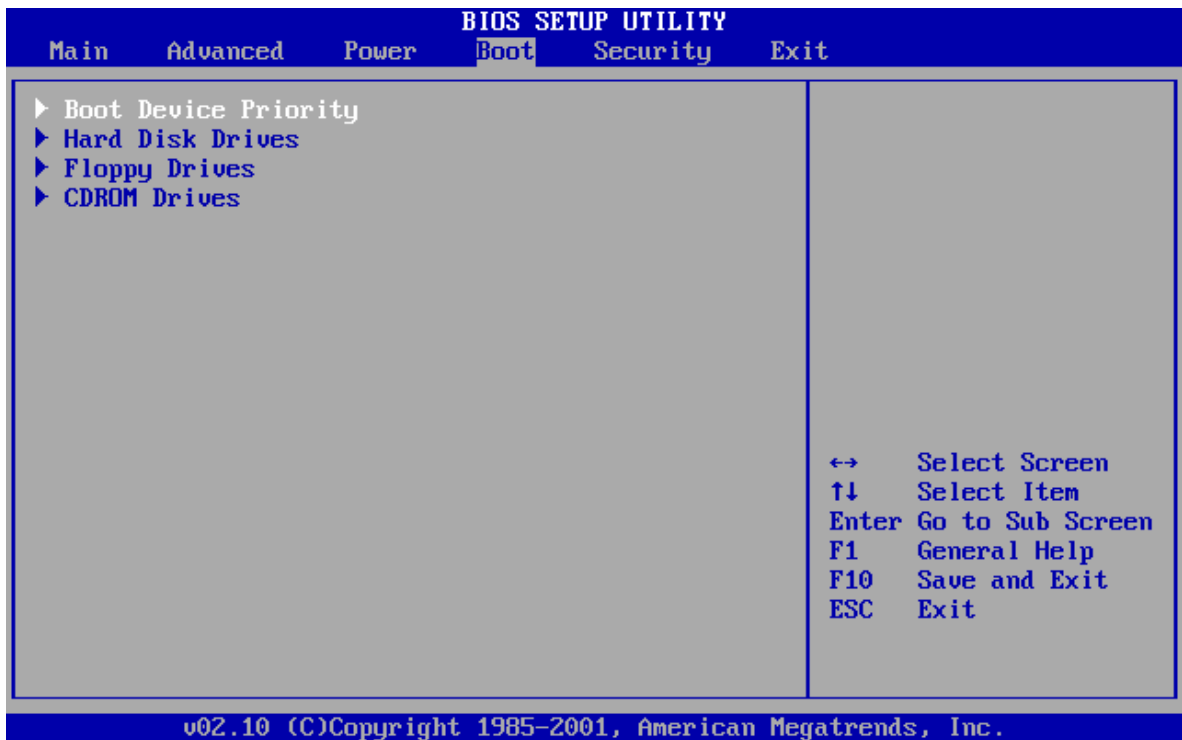 BIOS SETUP UTILITY
Main Advanced Power Boot Security Exit
Boot Device Priority
Hard Disk Drives
Floppy Drives
CDROM Drives
←→ Select Screen
↑↓ Select Item
Enter Go to Sub Screen
F1 General Help
F10 Save and Exit
ESC Exit
v02.10 (C)Copyright 1985-2001, American Megatrends, Inc.